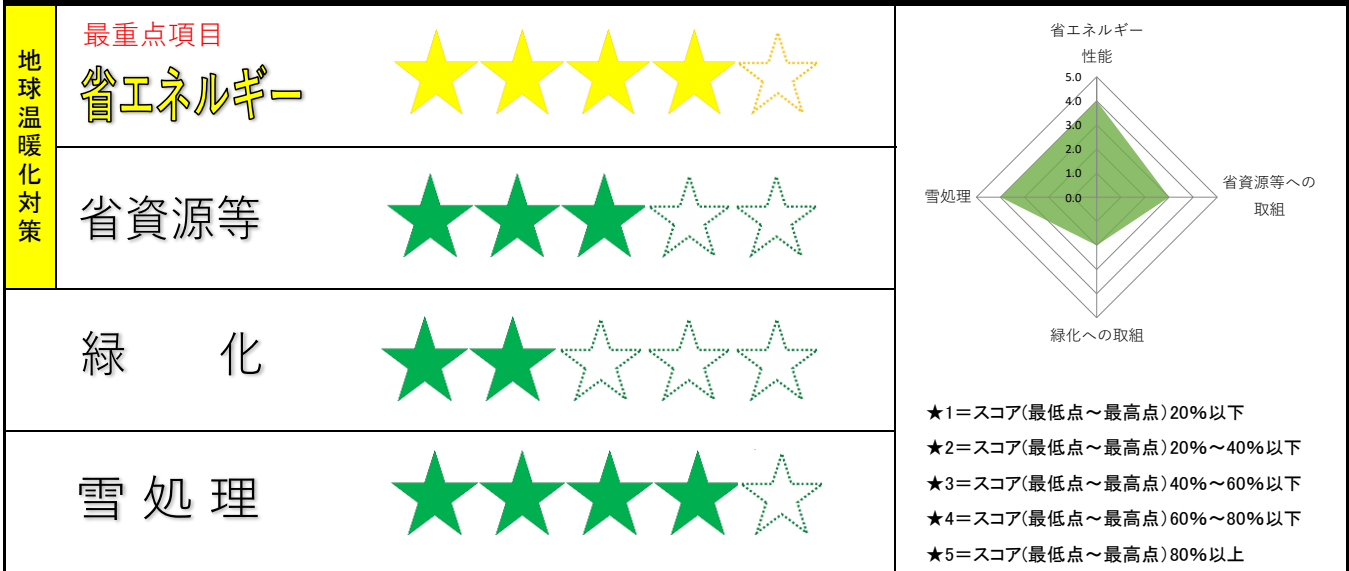 地球温暖化対策
最重点項目
省エネルギー
省資源等
緑 化
雪処理
省エネルギー
性能
5.0
4.0
3.0
2.0
1.0
0.0
雪処理
省資源等への
取組
緑化への取組
★1=スコア(最低点～最高点)20%以下
★2=スコア(最低点～最高点)20%～40%以下
★3=スコア(最低点～最高点)40%～60%以下
★4=スコア(最低点～最高点)60%～80%以下
★5=スコア(最低点～最高点)80%以上